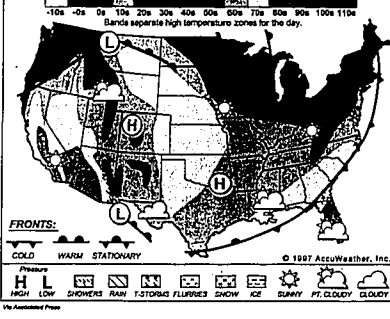 -10s -0s 0s 10s 20s 30s 40s 50s 60s 70s 80s 90s 100s 110s
Bands separate high temperature zones for the day.
L
H
H
L
FRONTS:
COLD WARM STATIONARY
© 1997 AccuWeather, Inc.
Pressure
H L
HIGH LOW SHOWERS RAIN T-STORMS FLURRIES SNOW ICE SUNNY PT. CLOUDY CLOUDY
Via Associated Press